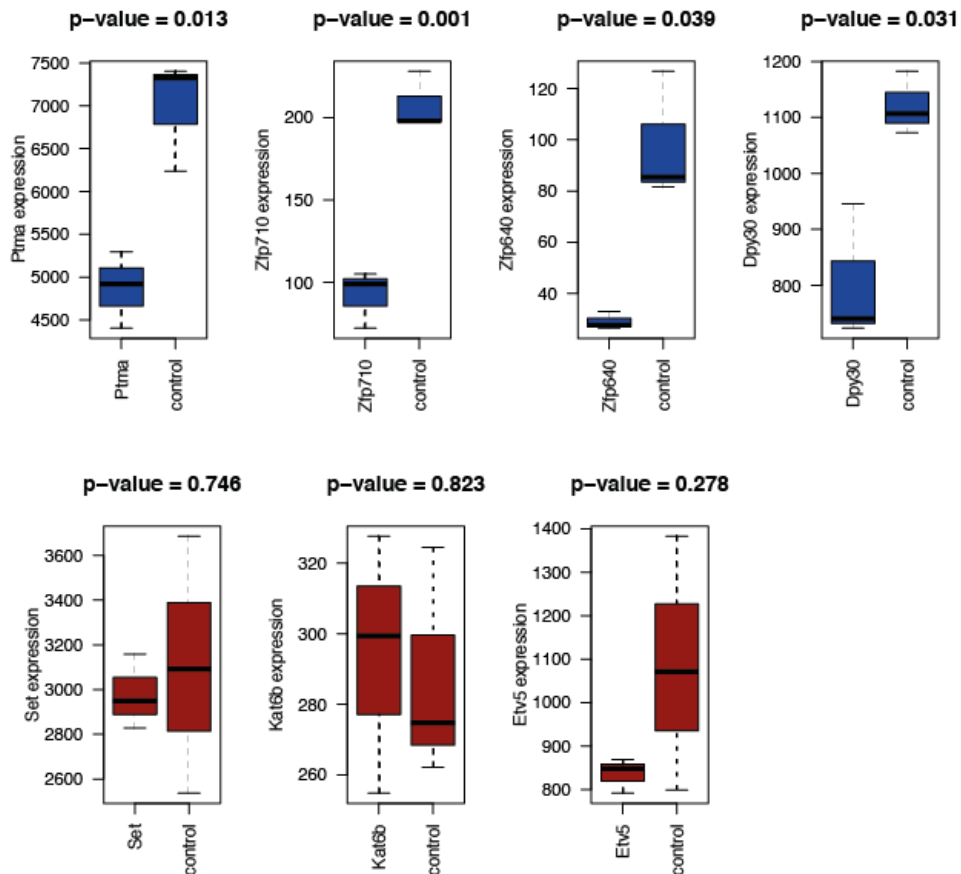 p−value = 0.013
p−value = 0.001
p−value = 0.039
p−value = 0.031
Ptma expression
7500
7000
6500
6000
5500
5000
4500
Ptma
control
Zfp710 expression
200
150
100
Zfp710
control
Zfp640 expression
120
100
80
60
40
Zfp640
control
Dpy30 expression
1200
1100
1000
900
800
Dpy30
control
p−value = 0.746
p−value = 0.823
p−value = 0.278
Set expression
3600
3400
3200
3000
2800
2600
Set
control
Kat6b expression
320
300
280
260
Kat6b
control
Etv5 expression
1400
1300
1200
1100
1000
900
800
Etv5
control